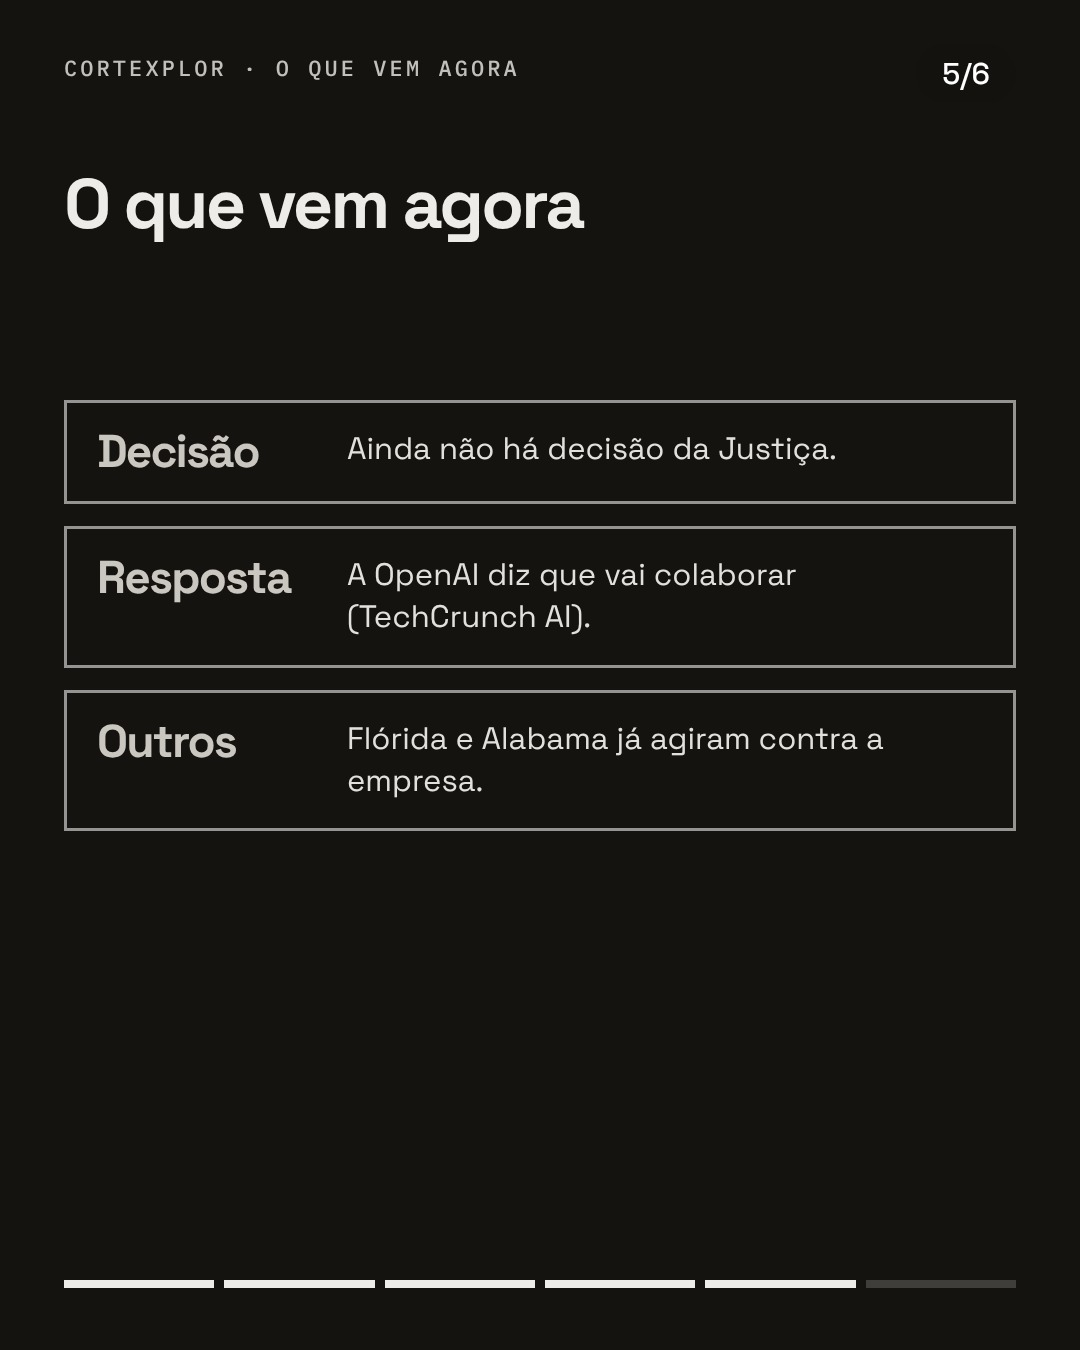 CORTEXPLOR · O QUE VEM AGORA
5/6
O que vem agora
Decisão
Ainda não há decisão da Justiça.
Resposta
A OpenAI diz que vai colaborar
(TechCrunch AI).
Outros
Flórida e Alabama já agiram contra a
empresa.